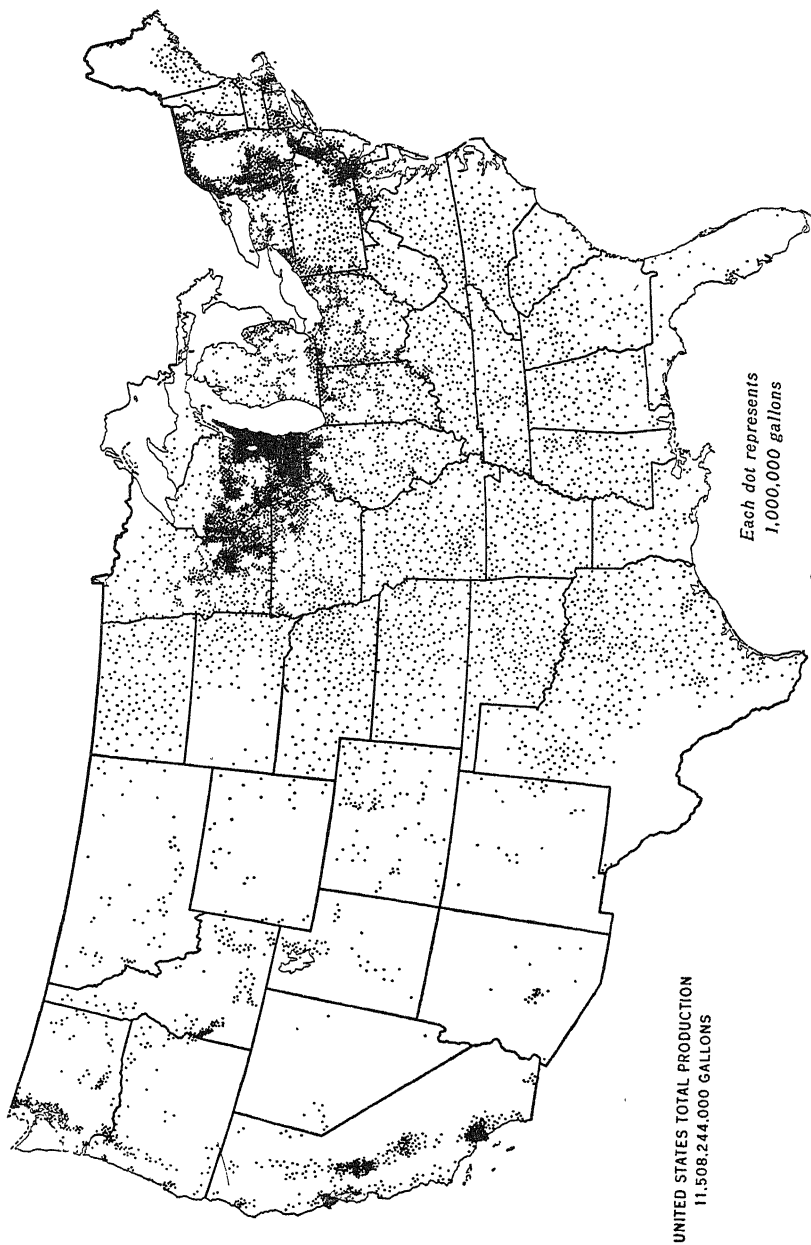 Each dot represents
1,000,000 gallons
UNITED STATES TOTAL PRODUCTION
11,508,244,000 GALLONS